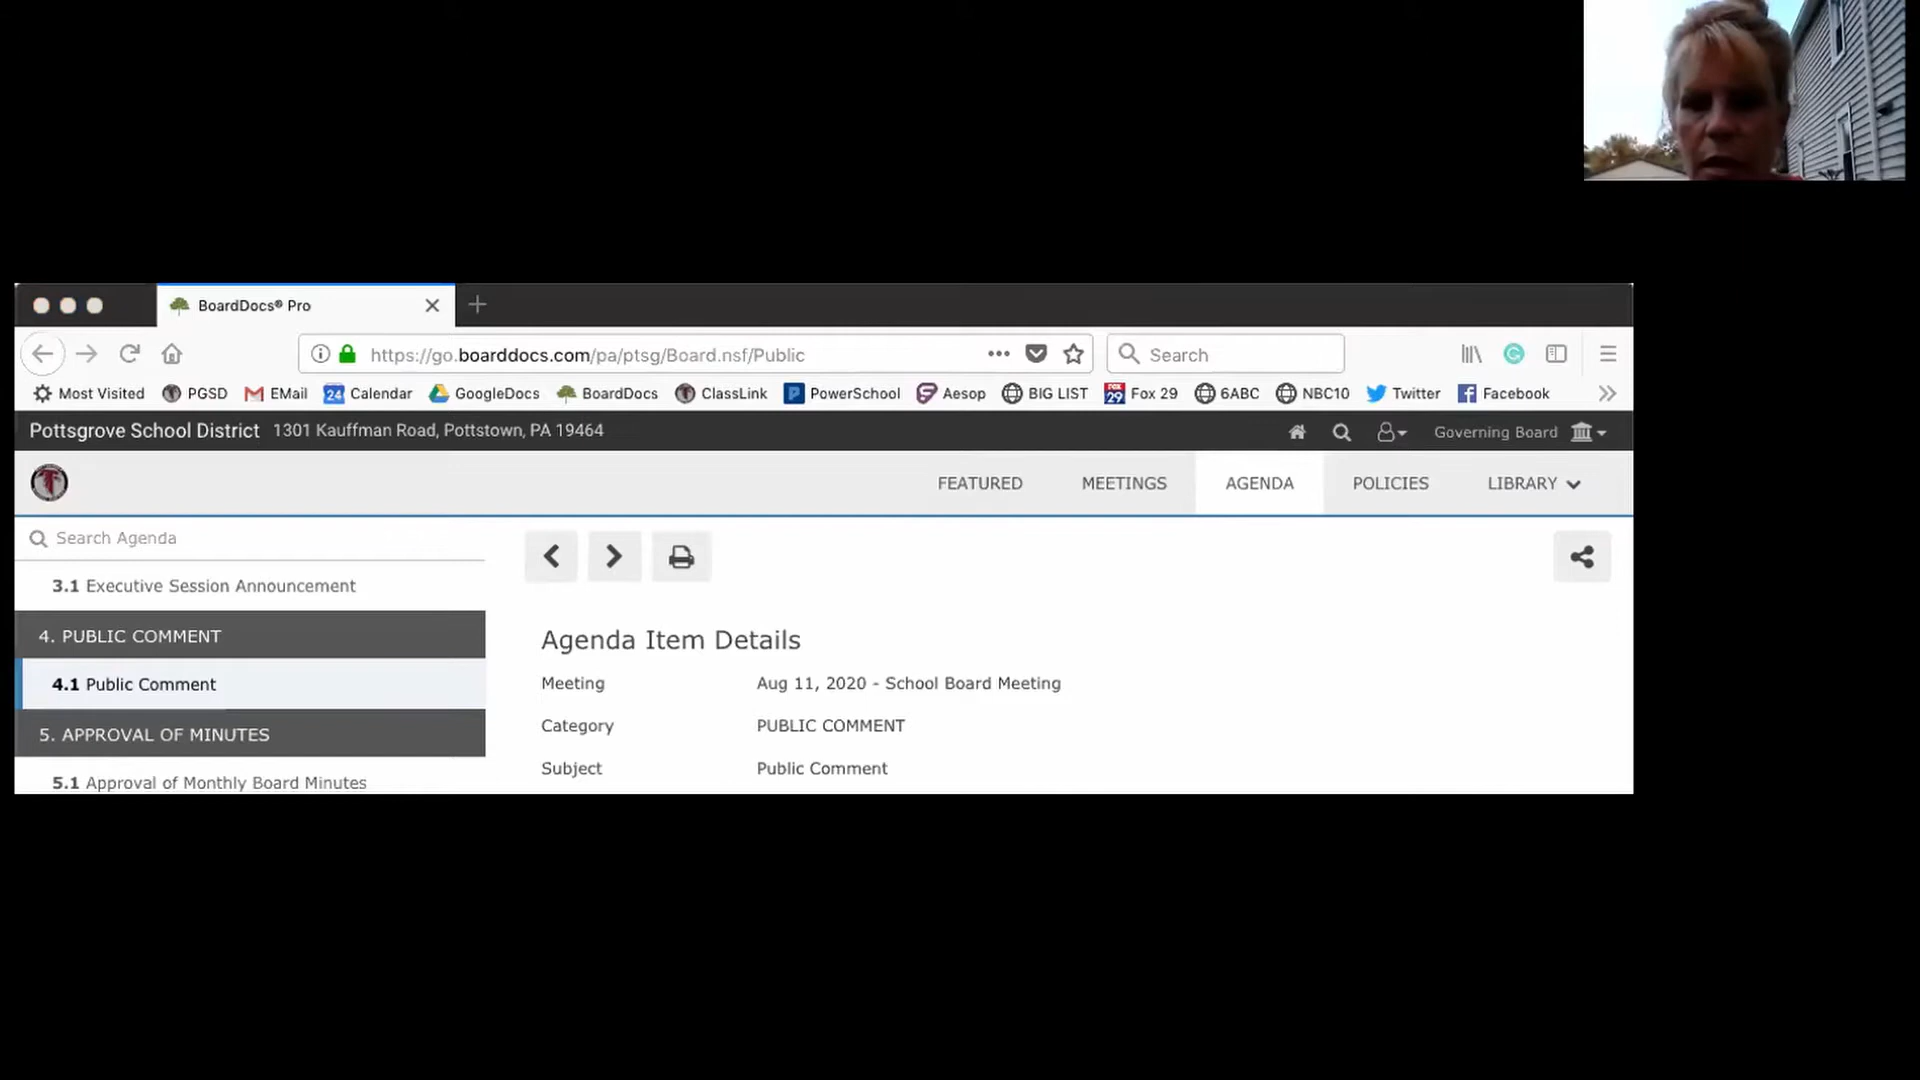 BoardDocs® Pro
https://go.boarddocs.com/pa/ptsg/Board.nsf/Public
Search
Most Visited PGSD EMail 24 Calendar GoogleDocs BoardDocs ClassLink PowerSchool Aesop BIG LIST FOX 29 Fox 29 6ABC NBC10 Twitter Facebook
Pottsgrove School District 1301 Kauffman Road, Pottstown, PA 19464 Governing Board
FEATURED MEETINGS AGENDA POLICIES LIBRARY
Search Agenda
3.1 Executive Session Announcement
4. PUBLIC COMMENT
4.1 Public Comment
5. APPROVAL OF MINUTES
5.1 Approval of Monthly Board Minutes
Agenda Item Details
Meeting Aug 11, 2020 - School Board Meeting
Category PUBLIC COMMENT
Subject Public Comment